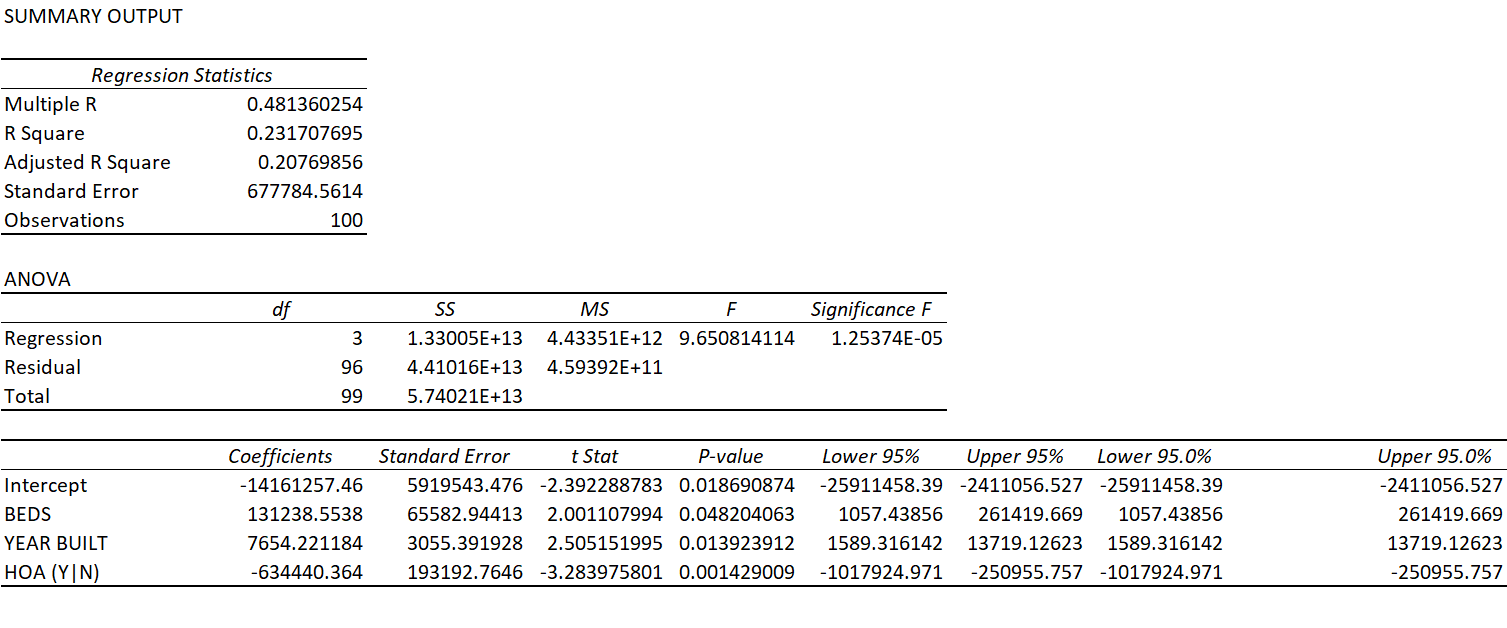 SUMMARY OUTPUT
Regression Statistics
Multiple R 0.481360254
R Square 0.231707695
Adjusted R Square 0.20769856
Standard Error 677784.5614
Observations 100
ANOVA
df SS MS F Significance F
Regression 3 1.33005E+13 4.43351E+12 9.650814114 1.25374E-05
Residual 96 4.41016E+13 4.59392E+11
Total 99 5.74021E+13
Coefficients Standard Error t Stat P-value Lower 95% Upper 95% Lower 95.0% Upper 95.0%
Intercept -14161257.46 5919543.476 -2.392288783 0.018690874 -25911458.39 -2411056.527 -25911458.39 -2411056.527
BEDS 131238.5538 65582.94413 2.001107994 0.048204063 1057.43856 261419.669 1057.43856 261419.669
YEAR BUILT 7654.221184 3055.391928 2.505151995 0.013923912 1589.316142 13719.12623 1589.316142 13719.12623
HOA (Y|N) -634440.364 193192.7646 -3.283975801 0.001429009 -1017924.971 -250955.757 -1017924.971 -250955.757